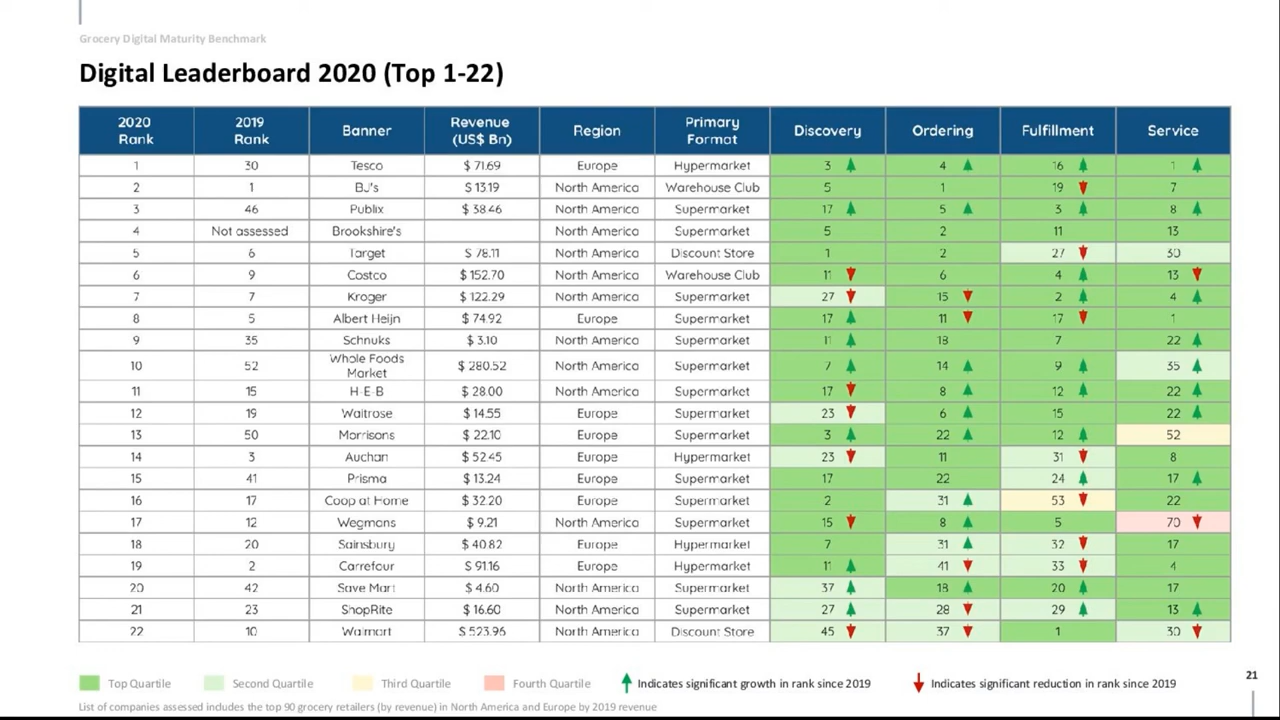 Grocery Digital Maturity Benchmark
Digital Leaderboard 2020 (Top 1-22)
2020 Rank 2019 Rank Banner Revenue (US$ Bn) Region Primary Format Discovery Ordering Fulfillment Service
1 30 Tesco $ 71.69 Europe Hypermarket 3 4 16 1
2 1 BJ's $ 13.19 North America Warehouse Club 5 1 19 7
3 46 Publix $ 38.46 North America Supermarket 17 5 3 8
4 Not assessed Brookshire's North America Supermarket 5 2 11 13
5 6 Target $ 78.11 North America Discount Store 1 2 27 30
6 9 Costco $ 152.70 North America Warehouse Club 11 6 4 13
7 7 Kroger $ 122.29 North America Supermarket 27 15 2 4
8 5 Albert Heijn $ 74.92 Europe Supermarket 17 11 17 1
9 35 Schnuks $ 3.10 North America Supermarket 11 18 7 22
10 52 Whole Foods Market $ 280.52 North America Supermarket 7 14 9 35
11 15 H-E-B $ 28.00 North America Supermarket 17 8 12 22
12 19 Waitrose $ 14.55 Europe Supermarket 23 6 15 22
13 50 Morrisons $ 22.10 Europe Supermarket 3 22 12 52
14 3 Auchan $ 52.45 Europe Hypermarket 23 11 31 8
15 41 Prisma $ 13.24 Europe Supermarket 17 22 24 17
16 17 Coop at Home $ 32.20 Europe Supermarket 2 31 53 22
17 12 Wegmans $ 9.21 North America Supermarket 15 8 5 70
18 20 Sainsbury $ 40.82 Europe Hypermarket 7 31 32 17
19 2 Carrefour $ 91.16 Europe Hypermarket 11 41 33 4
20 42 Save Mart $ 4.60 North America Supermarket 37 18 20 17
21 23 ShopRite $ 16.60 North America Supermarket 27 28 29 13
22 10 Walmart $ 523.96 North America Discount Store 45 37 1 30
Top Quartile Second Quartile Third Quartile Fourth Quartile Indicates significant growth in rank since 2019 Indicates significant reduction in rank since 2019
21
List of companies assessed includes the top 90 grocery retailers (by revenue) in North America and Europe by 2019 revenue